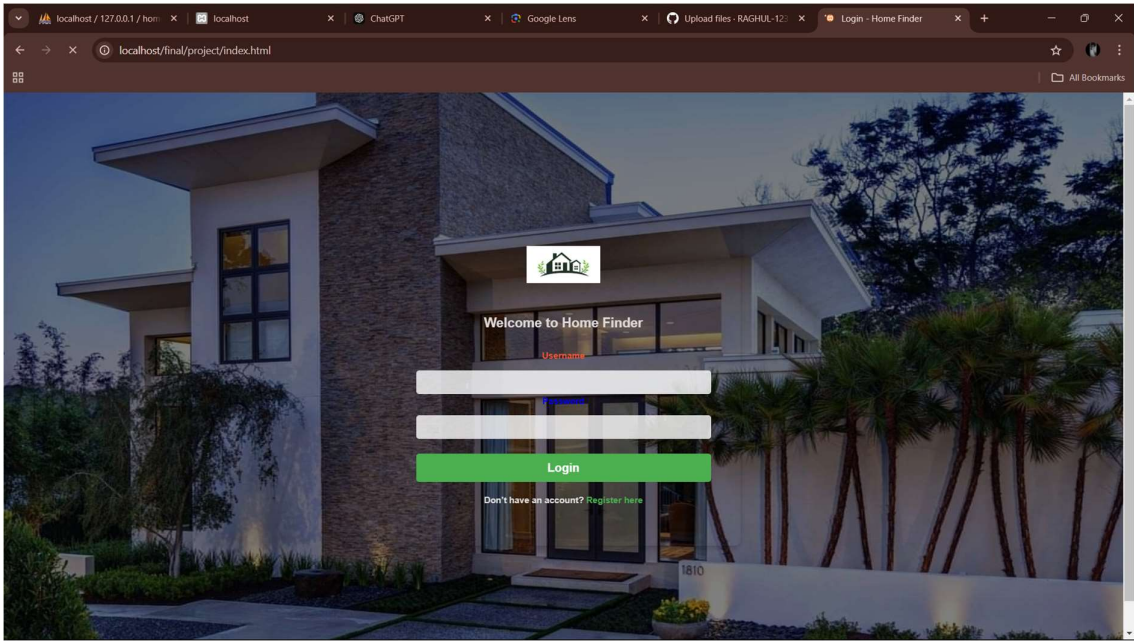 localhost / 127.0.0.1 / hom
localhost
ChatGPT
Google Lens
Upload files · RAGHUL-123
Login - Home Finder
localhost/final/project/index.html
All Bookmarks
Welcome to Home Finder
Username
Password
Login
Don't have an account? Register here
1810